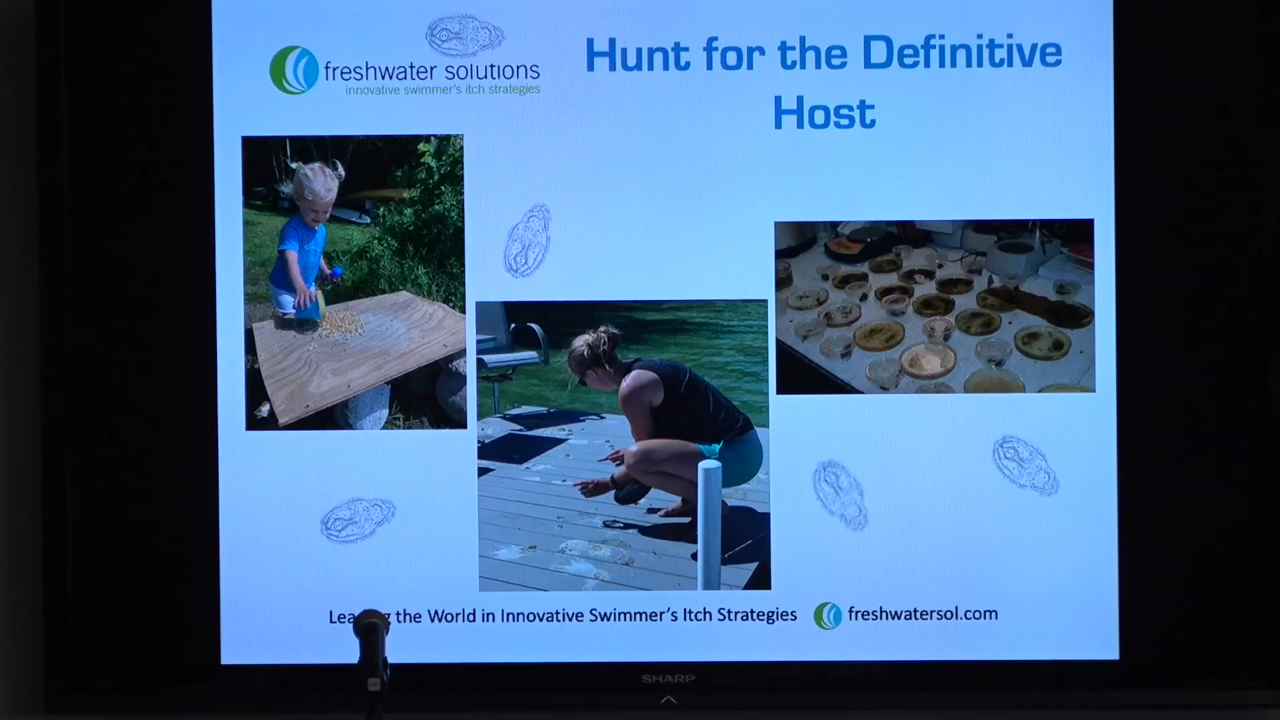 freshwater solutions
innovative swimmer's itch strategies
Hunt for the Definitive
Host
the World in Innovative Swimmer's Itch Strategies
freshwatersol.com
SHARP